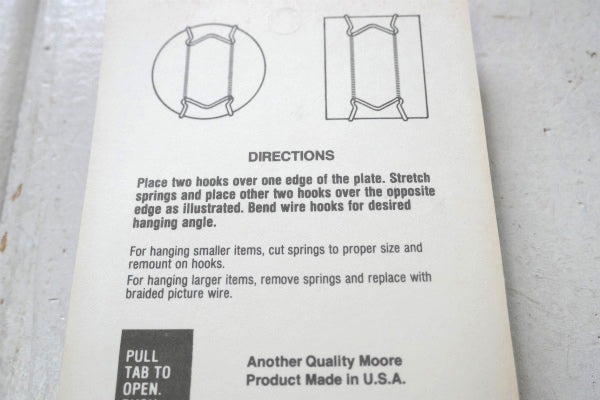 DIRECTIONS
Place two hooks over one edge of the plate. Stretch
springs and place other two hooks over the opposite
edge as illustrated. Bend wire hooks for desired
hanging angle.
For hanging smaller items, cut springs to proper size and
remount on hooks.
For hanging larger items, remove springs and replace with
braided picture wire.
PULL
TAB TO
OPEN.
Another Quality Moore
Product Made in U.S.A.